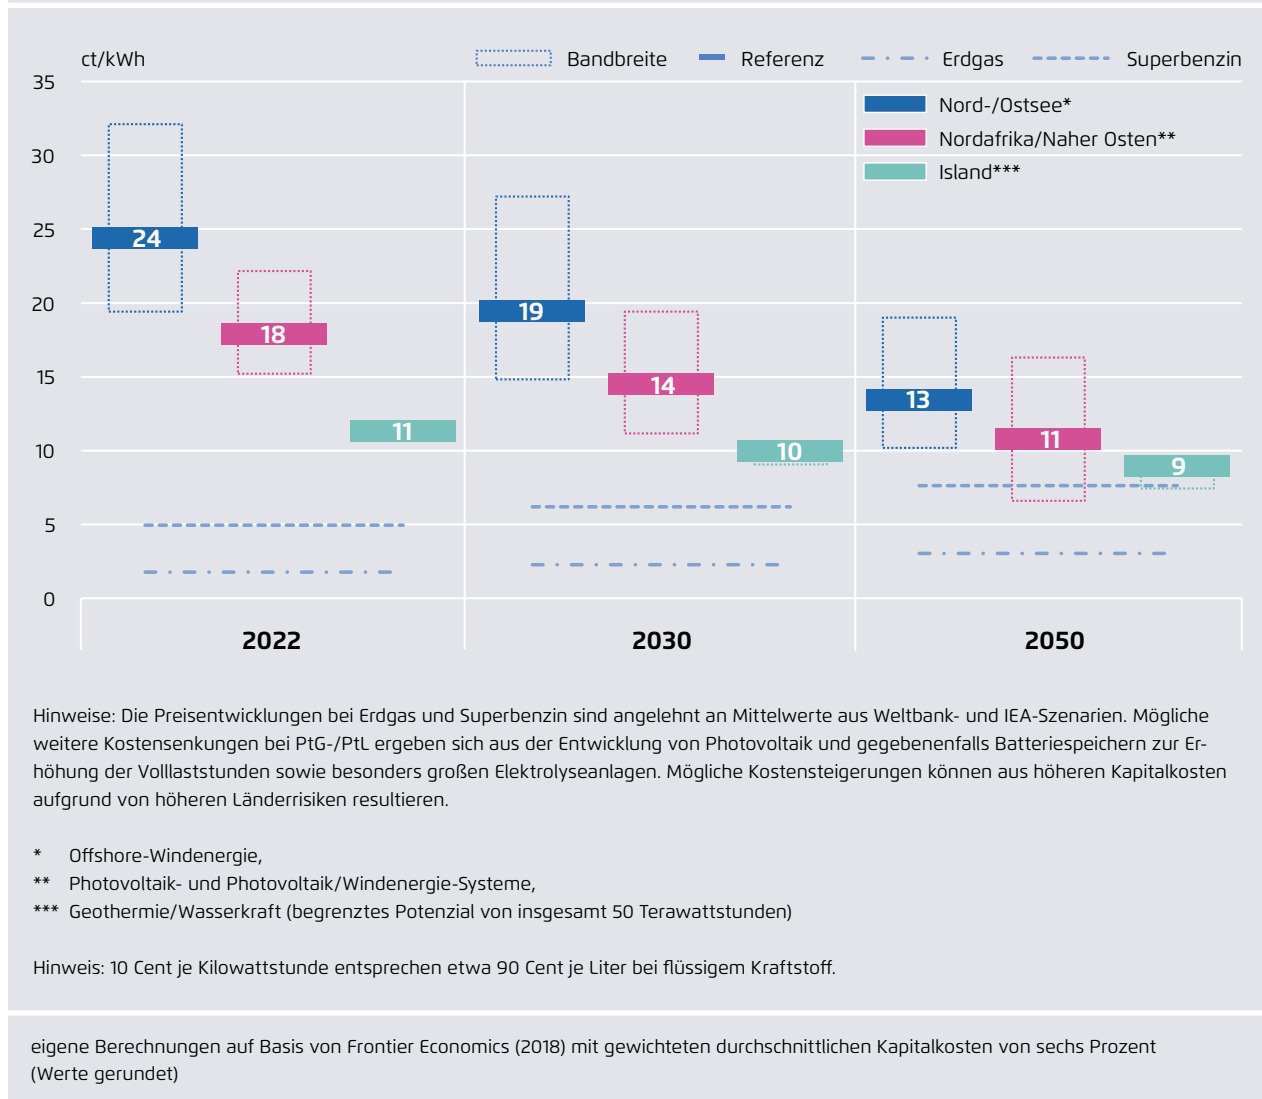 ct/kWh
Bandbreite
Referenz
Erdgas
Superbenzin
Nord-/Ostsee*
Nordafrika/Naher Osten**
Island***
35
30
25
20
15
10
5
0
24
18
11
19
14
10
13
11
9
2022
2030
2050
Hinweise: Die Preisentwicklungen bei Erdgas und Superbenzin sind angelehnt an Mittelwerte aus Weltbank- und IEA-Szenarien. Mögliche
weitere Kostensenkungen bei PtG-/PtL ergeben sich aus der Entwicklung von Photovoltaik und gegebenenfalls Batteriespeichern zur Er-
höhung der Volllaststunden sowie besonders großen Elektrolyseanlagen. Mögliche Kostensteigerungen können aus höheren Kapitalkosten
aufgrund von höheren Länderrisiken resultieren.
* Offshore-Windenergie,
** Photovoltaik- und Photovoltaik/Windenergie-Systeme,
*** Geothermie/Wasserkraft (begrenztes Potenzial von insgesamt 50 Terawattstunden)
Hinweis: 10 Cent je Kilowattstunde entsprechen etwa 90 Cent je Liter bei flüssigem Kraftstoff.
eigene Berechnungen auf Basis von Frontier Economics (2018) mit gewichteten durchschnittlichen Kapitalkosten von sechs Prozent
(Werte gerundet)